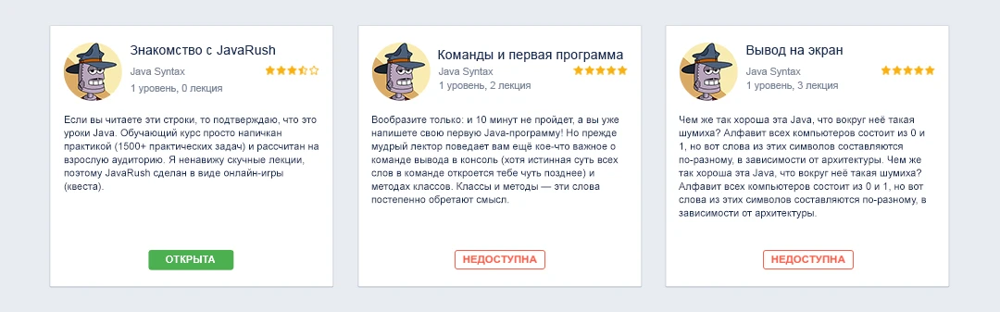 Знакомство с JavaRush
Java Syntax
1 уровень, 0 лекция
Если вы читаете эти строки, то подтверждаю, что это
уроки Java. Обучающий курс просто напичкан
практикой (1500+ практических задач) и рассчитан на
взрослую аудиторию. Я ненавижу скучные лекции,
поэтому JavaRush сделан в виде онлайн-игры
(квеста).
ОТКРЫТА
Команды и первая программа
Java Syntax
1 уровень, 2 лекция
Вообразите только: и 10 минут не пройдет, а вы уже
напишете свою первую Java-программу! Но прежде
мудрый лектор поведает вам ещё кое-что важное о
команде вывода в консоль (хотя истинная суть всех
слов в команде откроется тебе чуть позднее) и
методах классов. Классы и методы — эти слова
постепенно обретают смысл.
НЕДОСТУПНА
Вывод на экран
Java Syntax
1 уровень, 3 лекция
Чем же так хороша эта Java, что вокруг неё такая
шумиха? Алфавит всех компьютеров состоит из 0 и
1, но вот слова из этих символов составляются
по-разному, в зависимости от архитектуры. Чем же
так хороша эта Java, что вокруг неё такая шумиха?
Алфавит всех компьютеров состоит из 0 и 1, но вот
слова из этих символов составляются по-разному, в
зависимости от архитектуры.
НЕДОСТУПНА